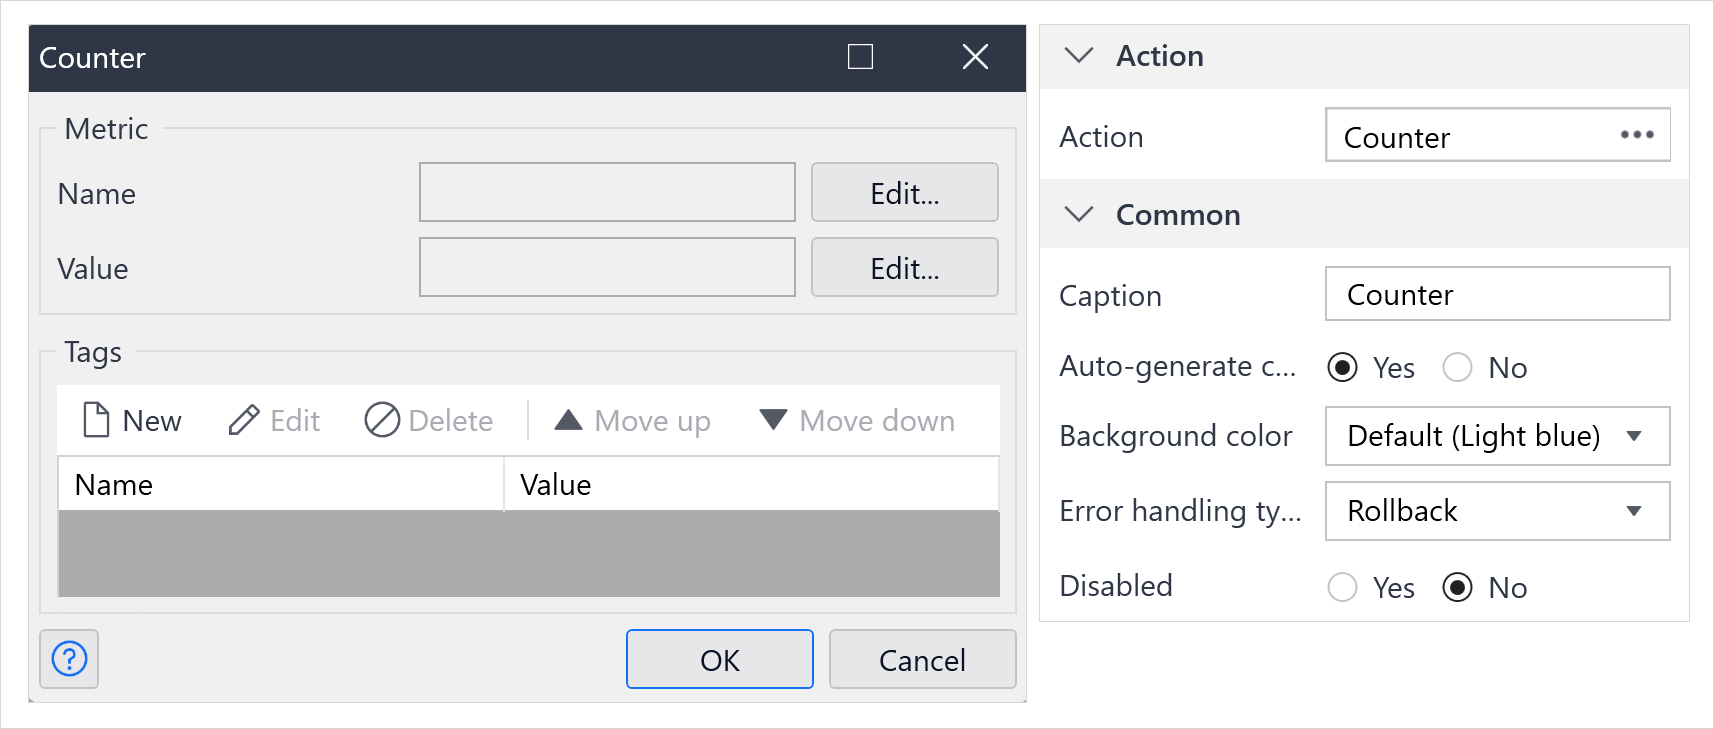 Counter
Metric
Name
Edit...
Value
Edit...
Tags
New Edit Delete Move up Move down
Name Value
?
OK Cancel
Action
Action Counter
Common
Caption Counter
Auto-generate c... Yes No
Background color Default (Light blue)
Error handling ty... Rollback
Disabled Yes No